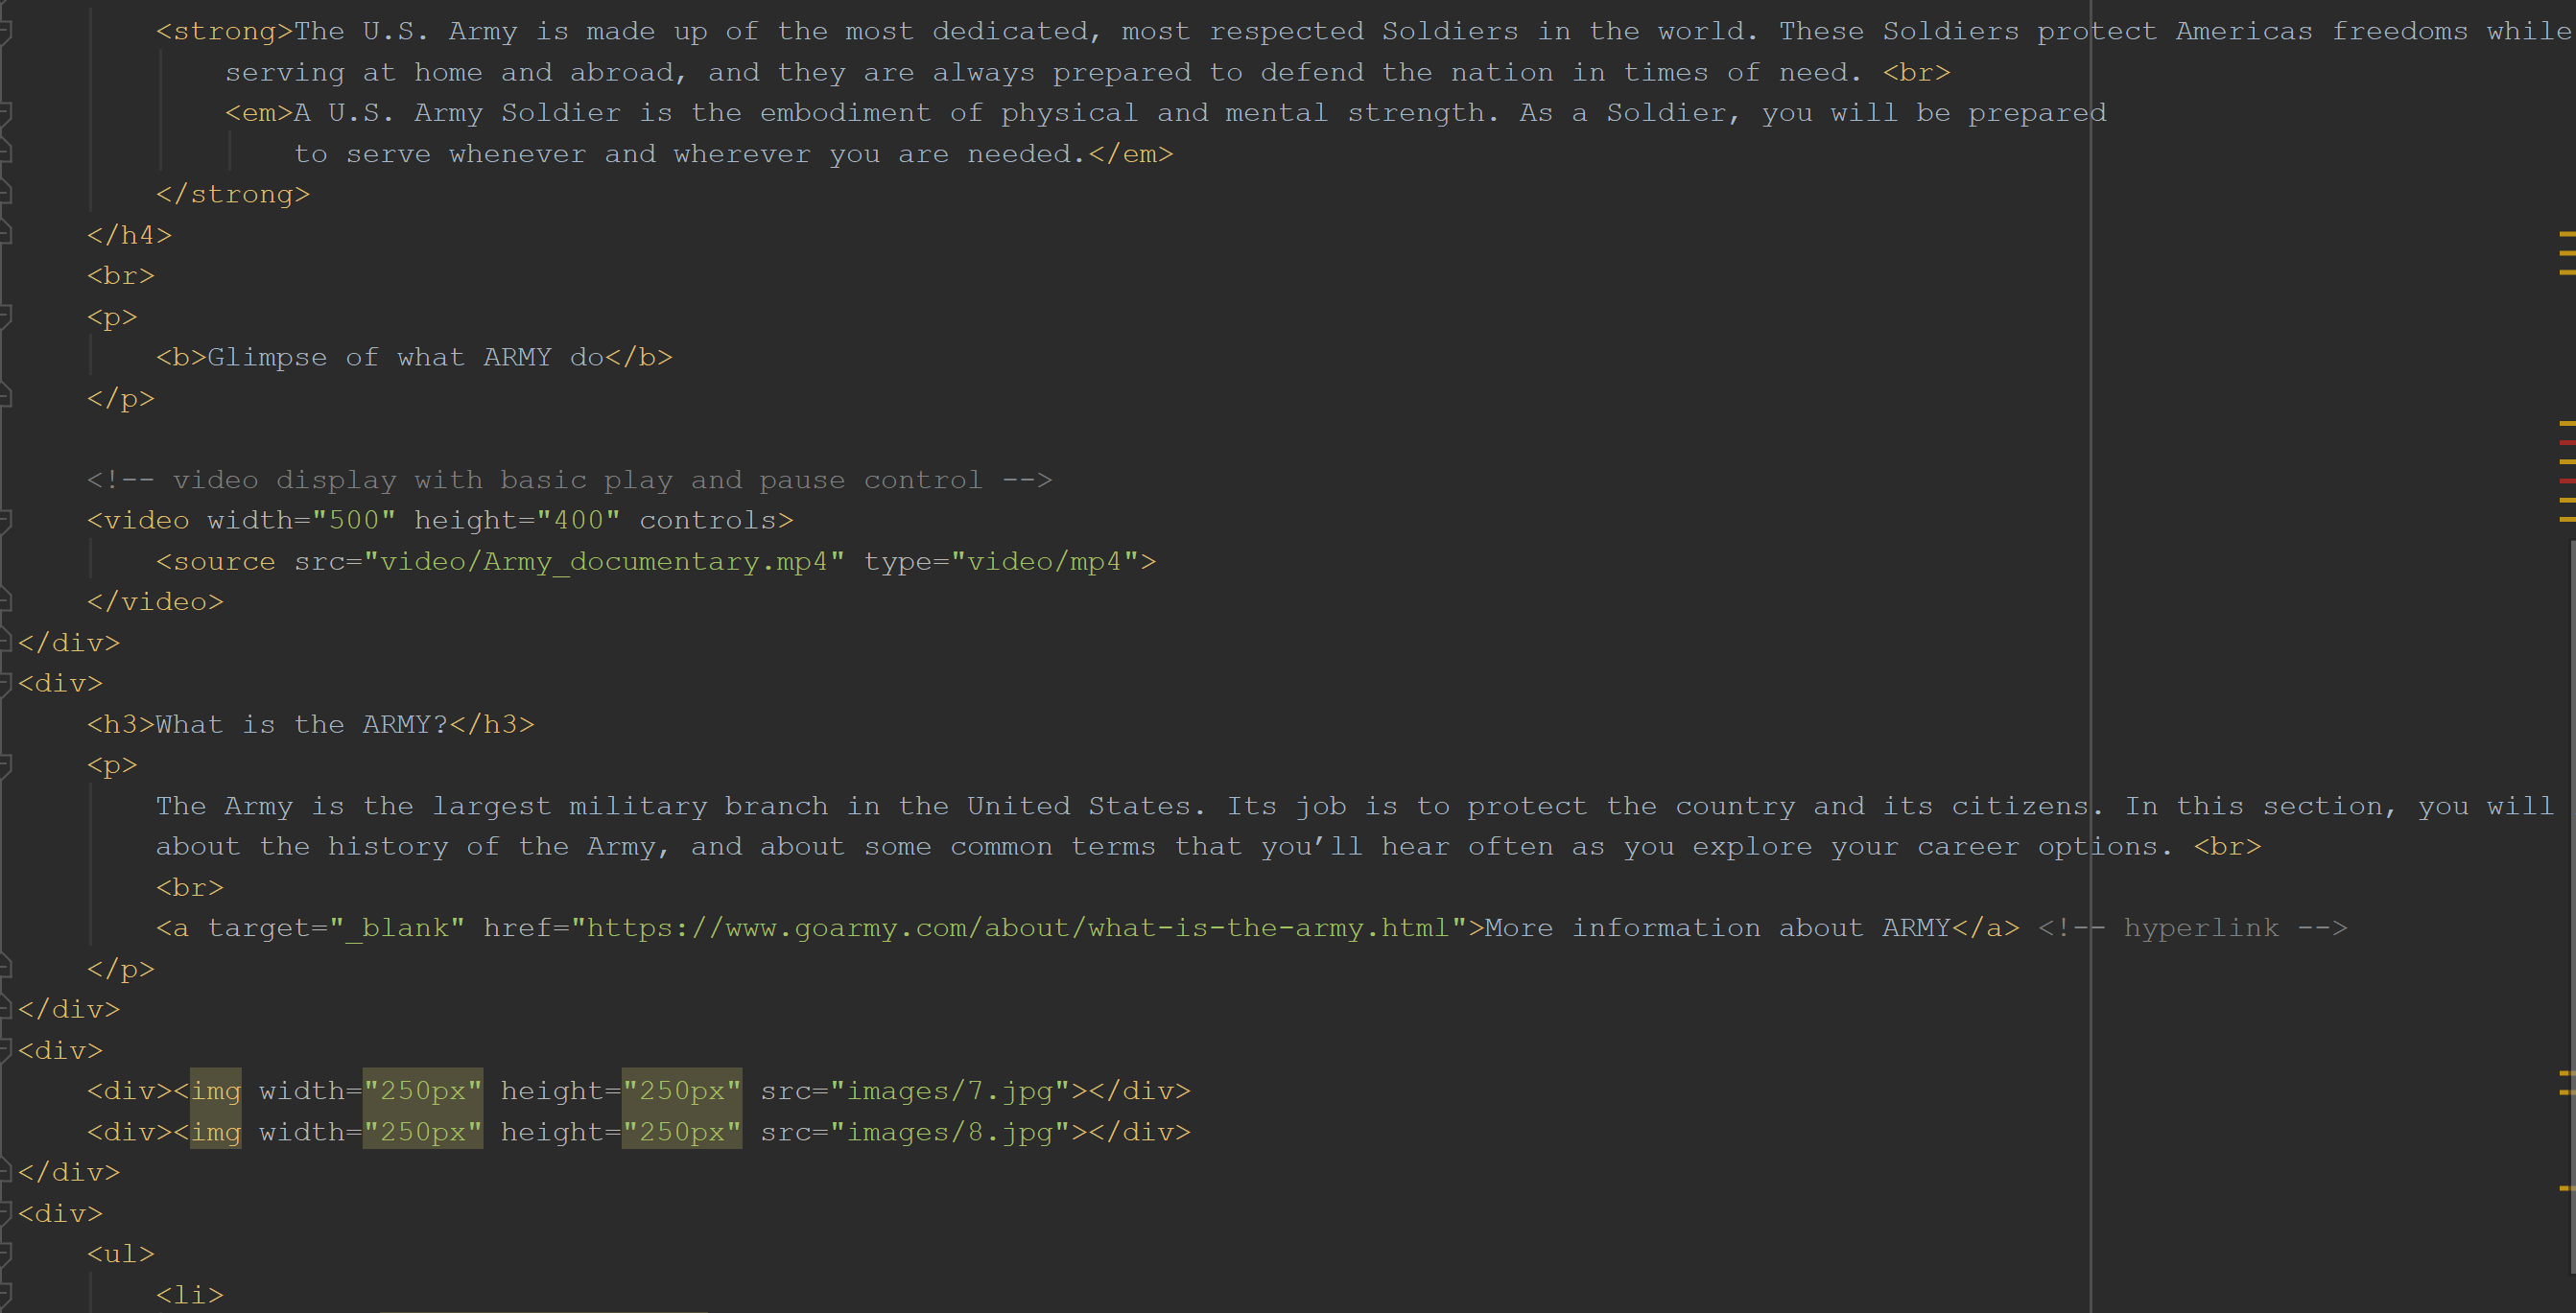 <strong>The U.S. Army is made up of the most dedicated, most respected Soldiers in the world. These Soldiers protect Americas freedoms while
serving at home and abroad, and they are always prepared to defend the nation in times of need. <br>
<em>A U.S. Army Soldier is the embodiment of physical and mental strength. As a Soldier, you will be prepared
to serve whenever and wherever you are needed.</em>
</strong>
</h4>
<br>
<p>
<b>Glimpse of what ARMY do</b>
</p>
<!-- video display with basic play and pause control -->
<video width="500" height="400" controls>
<source src="video/Army_documentary.mp4" type="video/mp4">
</video>
</div>
<div>
<h3>What is the ARMY?</h3>
<p>
The Army is the largest military branch in the United States. Its job is to protect the country and its citizens. In this section, you will
about the history of the Army, and about some common terms that you’ll hear often as you explore your career options. <br>
<br>
<a target="_blank" href="https://www.goarmy.com/about/what-is-the-army.html">More information about ARMY</a> <!-- hyperlink -->
</p>
</div>
<div>
<div><img width="250px" height="250px" src="images/7.jpg"></div>
<div><img width="250px" height="250px" src="images/8.jpg"></div>
</div>
<div>
<ul>
<li>